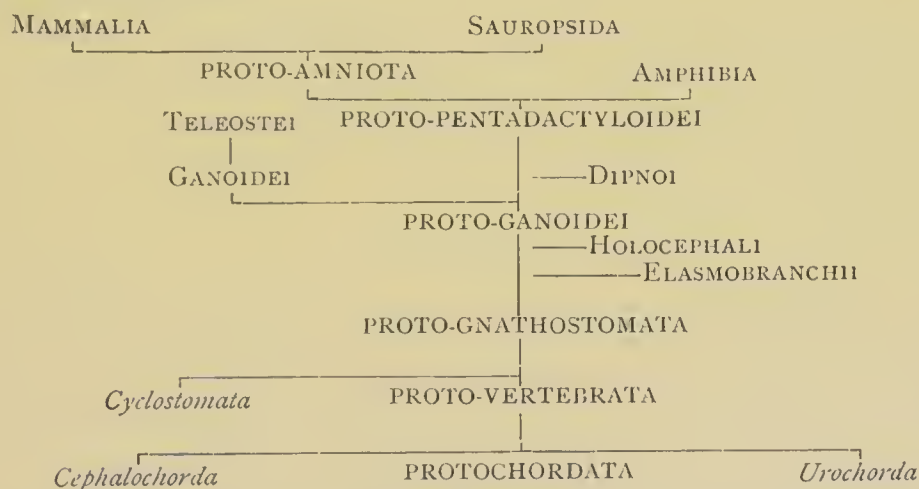 MAMMALIA SAUROPSIDA
PROTO-AMNIOTA AMPHIBIA
TELEOSTEI PROTO-PENTADACTYLOIDEI
GANOIDEI DIPNOI
PROTO-GANOIDEI
HOLOCEPHALI
ELASMOBRANCHII
PROTO-GNATHOSTOMATA
Cyclostomata PROTO-VERTEBRATA
Cephalochorda PROTOCHORDATA Urochorda